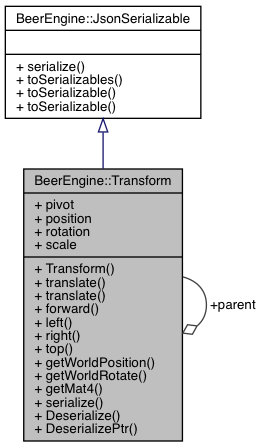 BeerEngine::JsonSerializable
+ serialize()
+ toSerializables()
+ toSerializable()
+ toSerializable()
BeerEngine::Transform
+ pivot
+ position
+ rotation
+ scale
+ Transform()
+ translate()
+ translate()
+ forward()
+ left()
+ right()
+ top()
+ getWorldPosition()
+ getWorldRotate()
+ getMat4()
+ serialize()
+ Deserialize()
+ DeserializePtr()
+parent